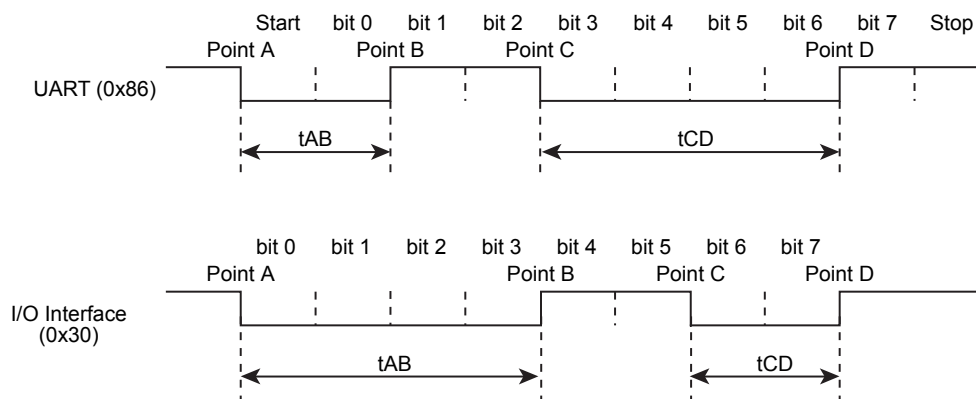 Start bit 0 bit 1 bit 2 bit 3 bit 4 bit 5 bit 6 bit 7 Stop
Point A Point B Point C Point D
UART (0x86)
tAB tCD
bit 0 bit 1 bit 2 bit 3 bit 4 bit 5 bit 6 bit 7
Point A Point B Point C Point D
I/O Interface
(0x30)
tAB tCD